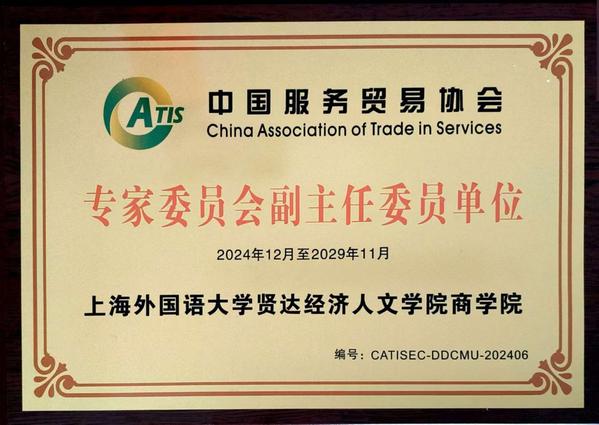 CATIS
中国服务贸易协会
China Association of Trade in Services
专家委员会副主任委员单位
2024年12月至2029年11月
上海外国语大学贤达经济人文学院商学院
编号：CATISEC-DDCMU-202406